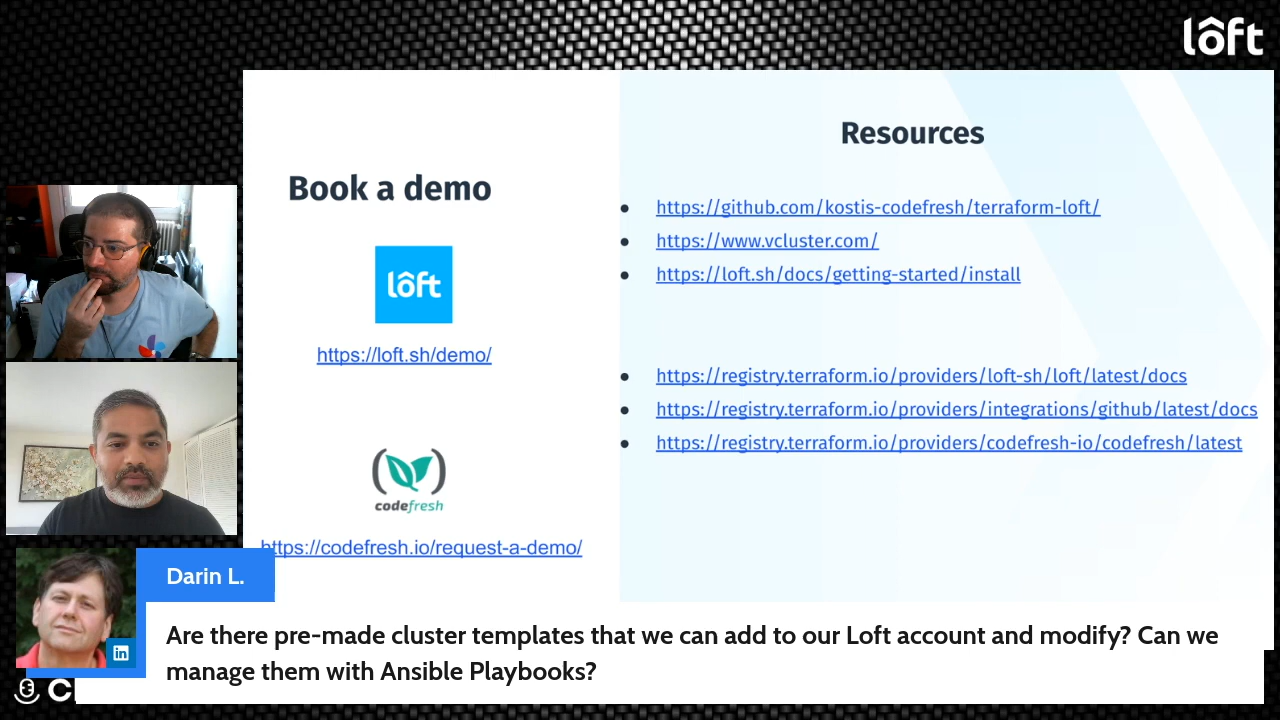 lôft
Resources
Book a demo
https://github.com/kostis-codefresh/terraform-loft/
https://www.vcluster.com/
https://loft.sh/docs/getting-started/install
lôft
https://loft.sh/demo/
https://registry.terraform.io/providers/loft-sh/loft/latest/docs
https://registry.terraform.io/providers/integrations/github/latest/docs
https://registry.terraform.io/providers/codefresh-io/codefresh/latest
codefresh
https://codefresh.io/request-a-demo/
Darin L.
in
Are there pre-made cluster templates that we can add to our Loft account and modify? Can we
manage them with Ansible Playbooks?